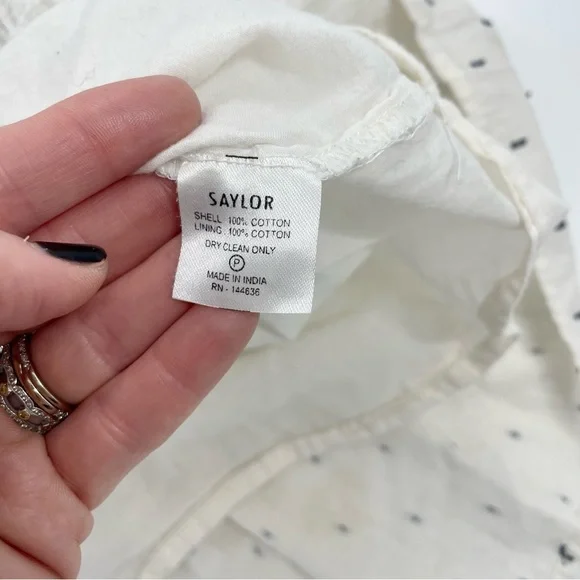 SAYLOR
SHELL: 100% COTTON
LINING: 100% COTTON
DRY CLEAN ONLY
P
MADE IN INDIA
RN - 144636